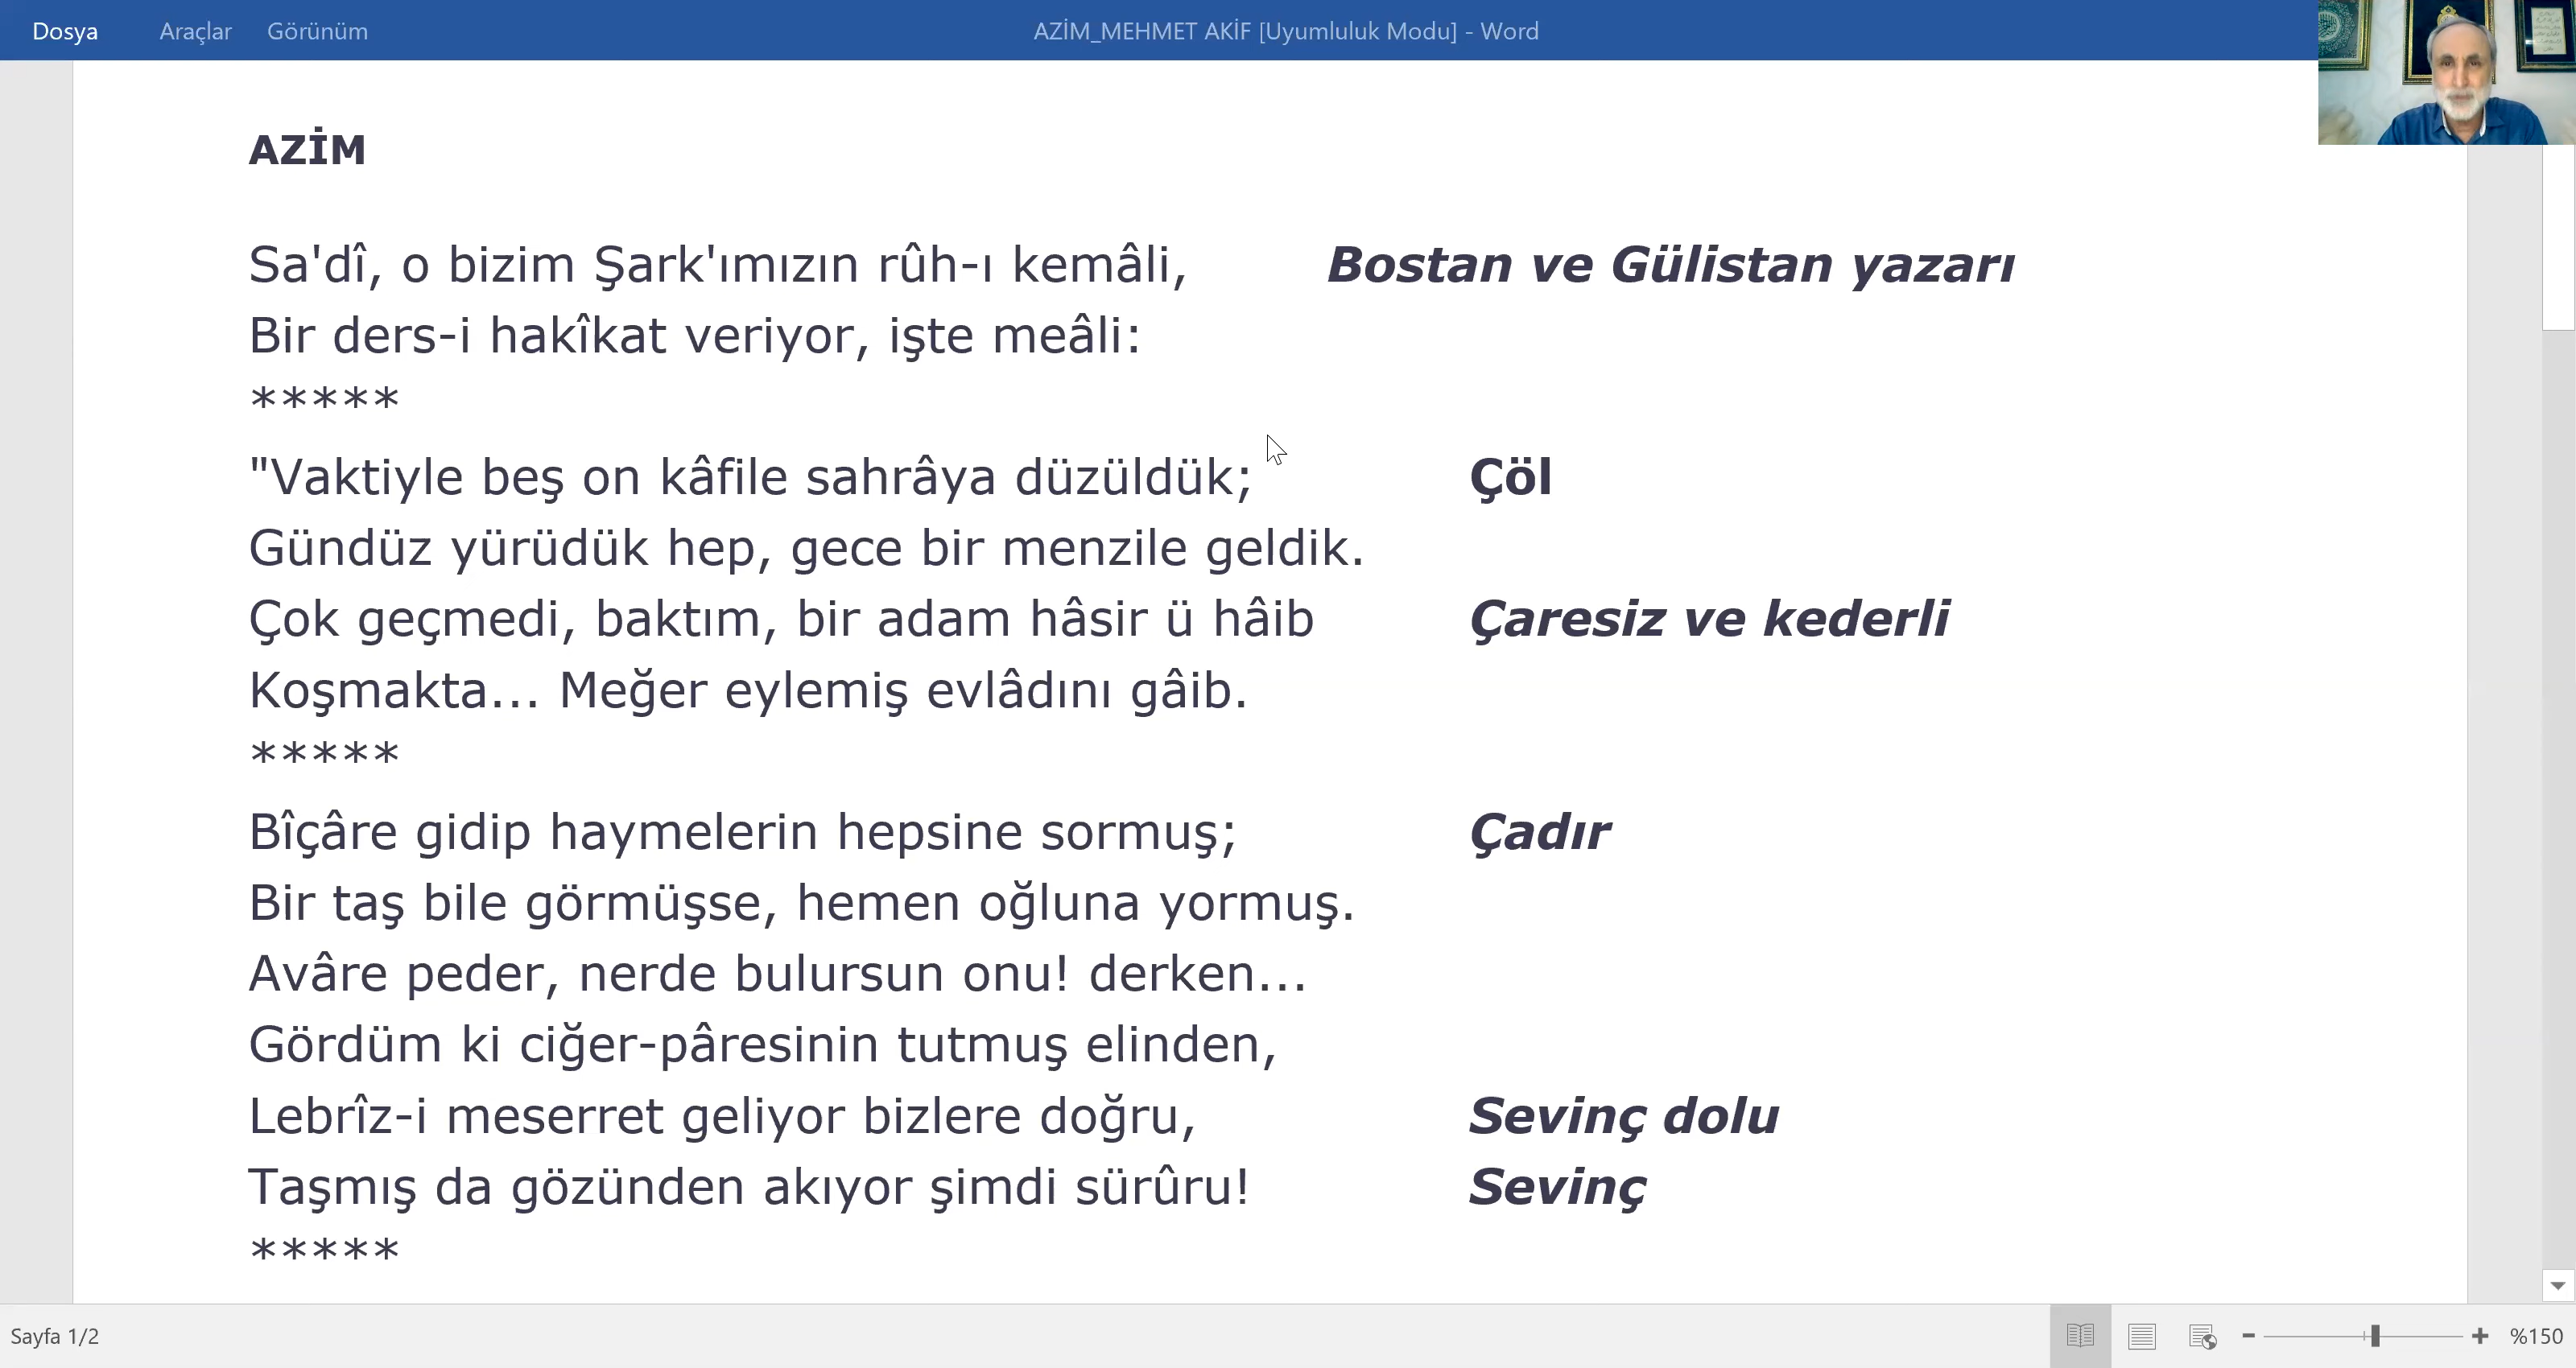 Dosya Araçlar Görünüm AZİM_MEHMET AKİF [Uyumluluk Modu] - Word
AZİM
Sa'dî, o bizim Şark'ımızın rûh-ı kemâli, Bostan ve Gülistan yazarı
Bir ders-i hakîkat veriyor, işte meâli:
*****
"Vaktiyle beş on kâfile sahrâya düzüldük; Çöl
Gündüz yürüdük hep, gece bir menzile geldik.
Çok geçmedi, baktım, bir adam hâsir ü hâib Çaresiz ve kederli
Koşmakta... Meğer eylemiş evlâdını gâib.
*****
Bîçâre gidip haymelerin hepsine sormuş; Çadır
Bir taş bile görmüşse, hemen oğluna yormuş.
Avâre peder, nerde bulursun onu! derken...
Gördüm ki ciğer-pâresinin tutmuş elinden,
Lebrîz-i meserret geliyor bizlere doğru, Sevinç dolu
Taşmış da gözünden akıyor şimdi sürûru! Sevinç
*****
Sayfa 1/2 %150